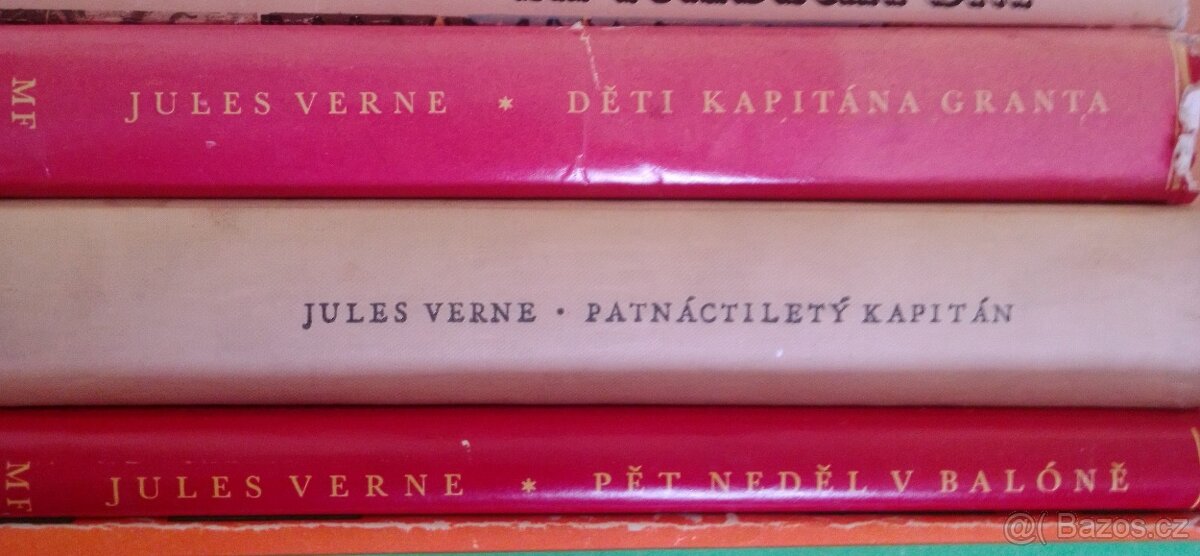 MF JULES VERNE * DĚTI KAPITÁNA GRANTA
JULES VERNE · PATNÁCTILETÝ KAPITÁN
MF JULES VERNE * PĚT NEDĚL V BALÓNĚ
@( Bazos.cz